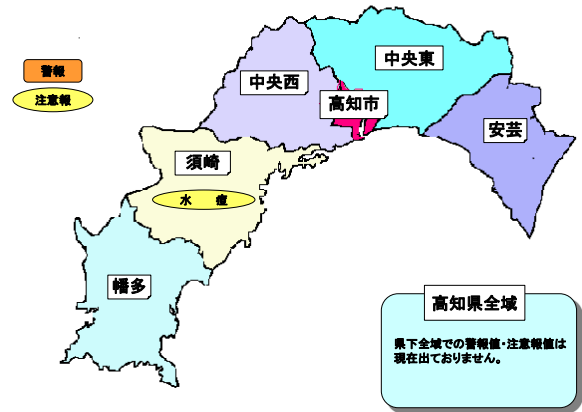 警報
注意報
中央東
中央西
高知市
安芸
須崎
水　痘
幡多
高知県全域
県下全域での警報値・注意報値は
現在出ておりません。